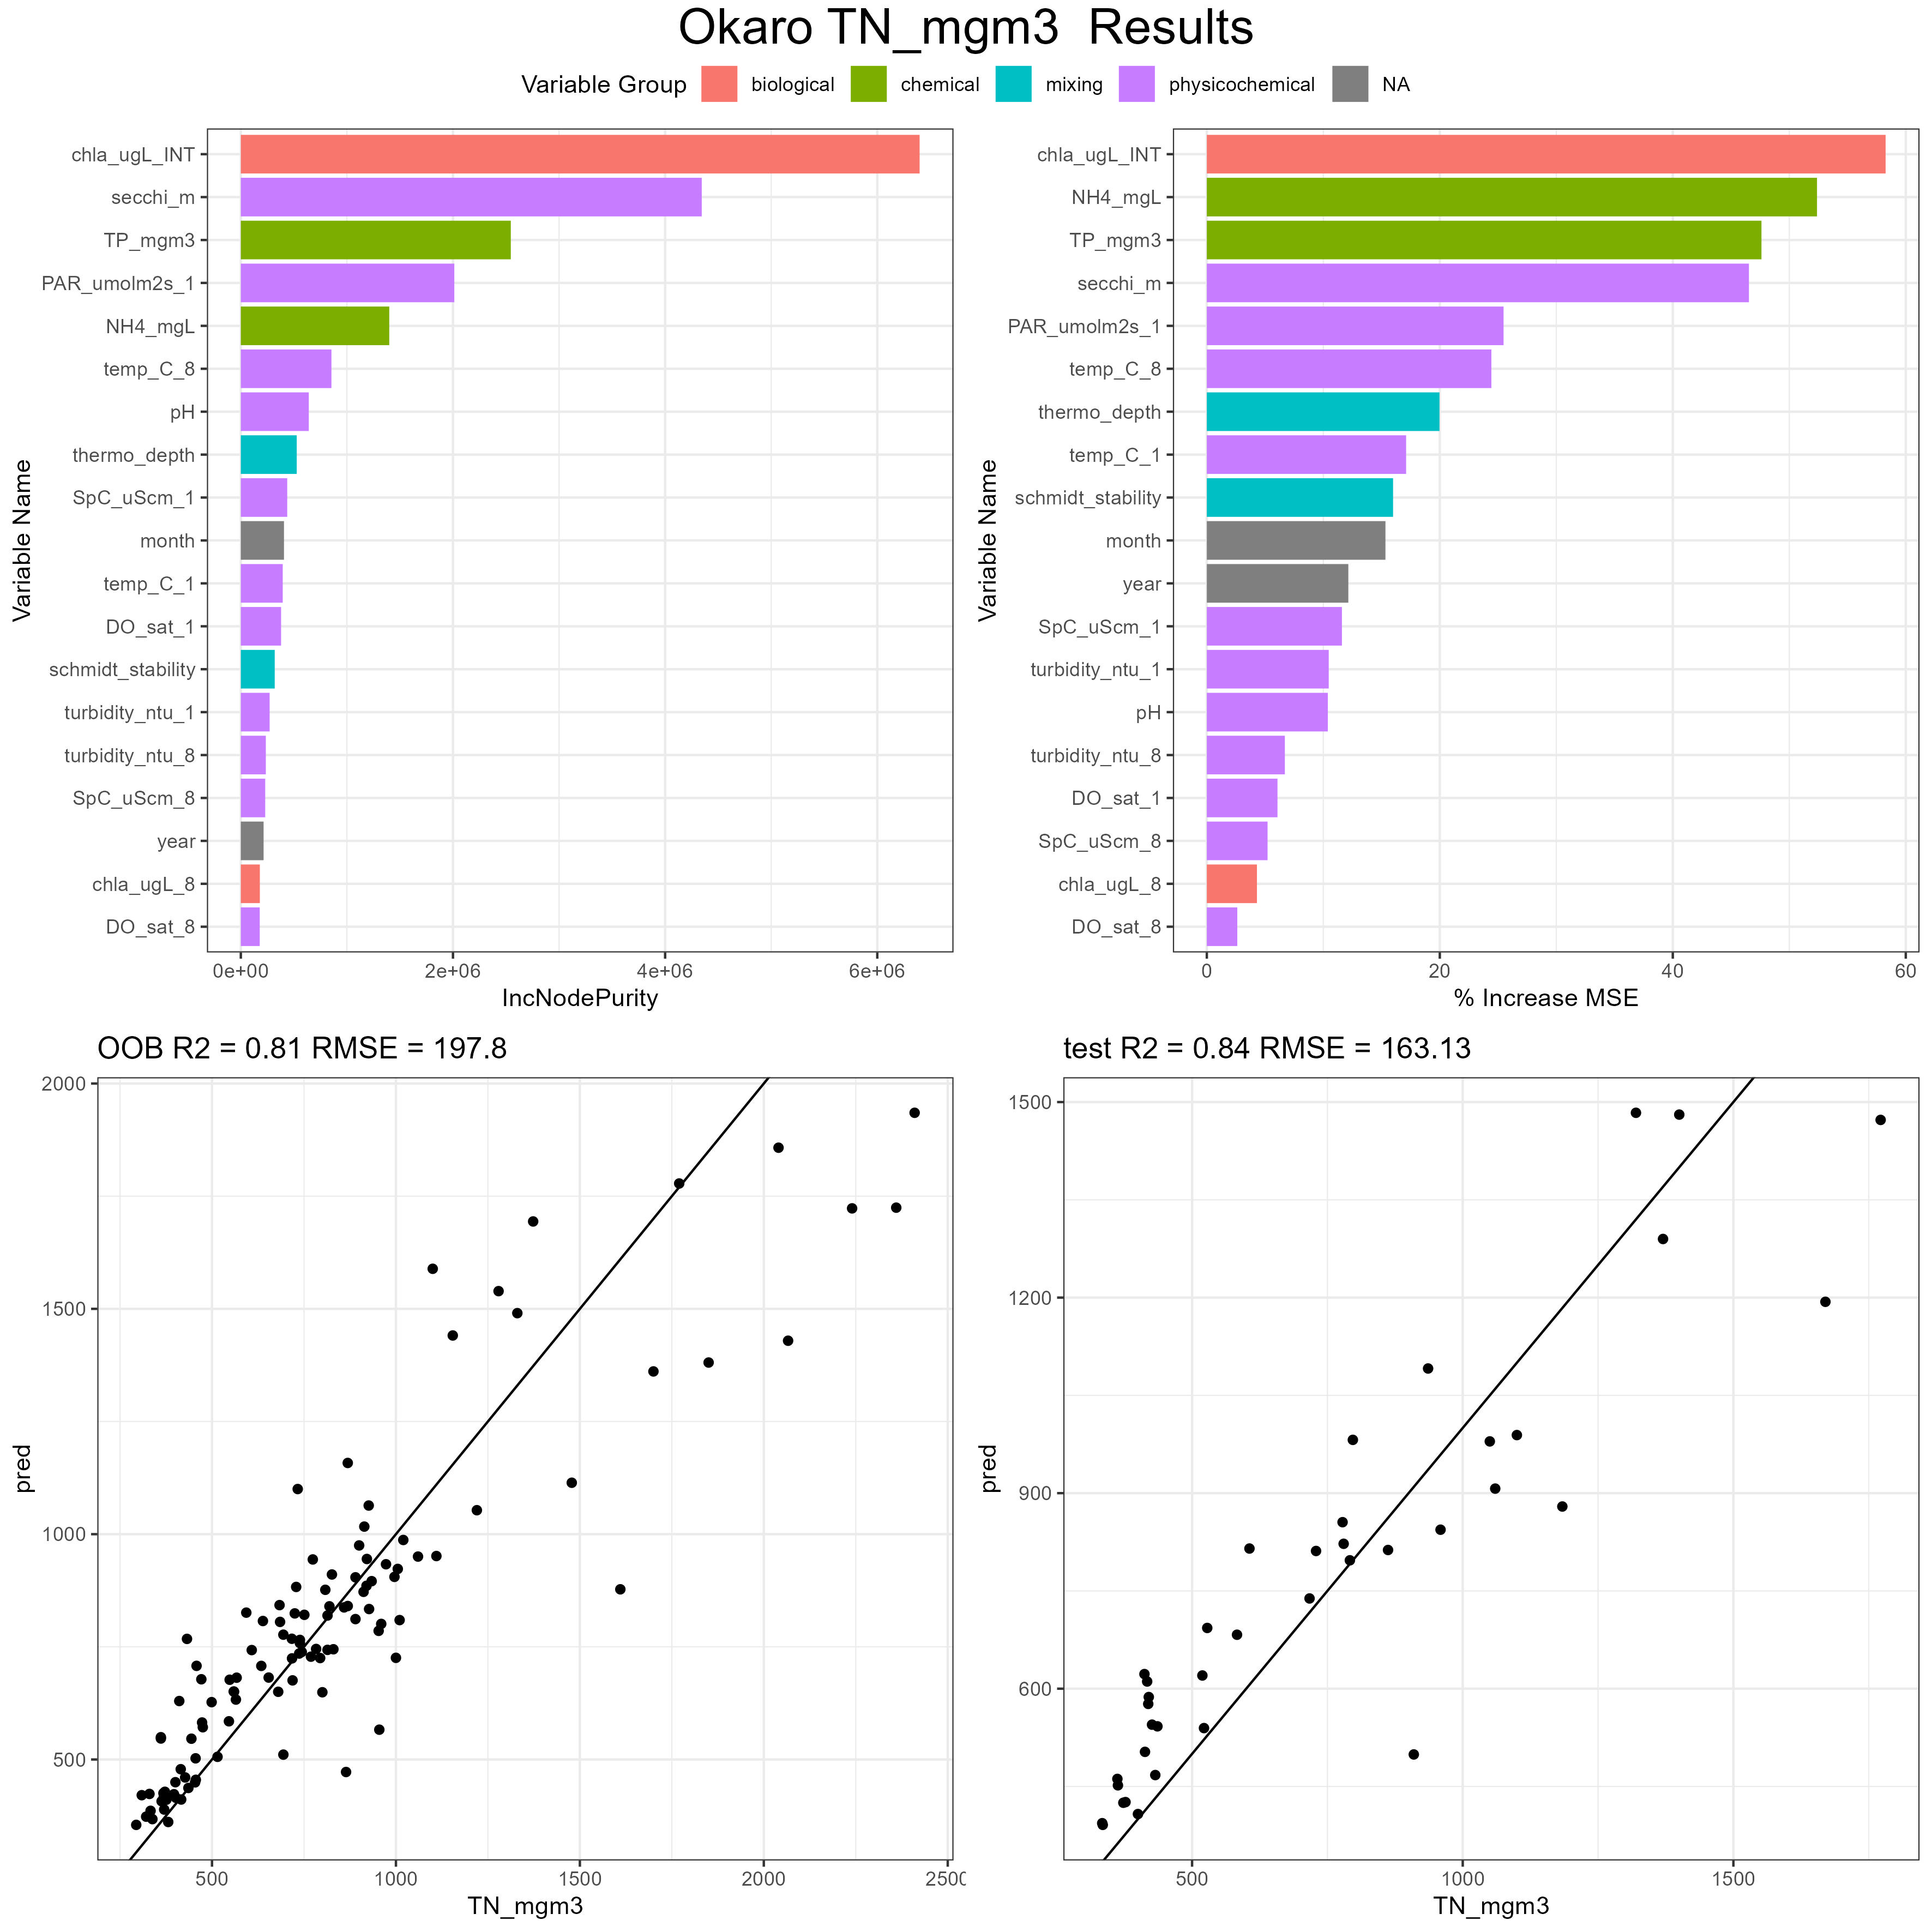 Okaro TN_mgm3  Results
Variable Group biological chemical mixing physicochemical NA
Variable Name
chla_ugL_INT
secchi_m
TP_mgm3
PAR_umolm2s_1
NH4_mgL
temp_C_8
pH
thermo_depth
SpC_uScm_1
month
temp_C_1
DO_sat_1
schmidt_stability
turbidity_ntu_1
turbidity_ntu_8
SpC_uScm_8
year
chla_ugL_8
DO_sat_8
0e+00 2e+06 4e+06 6e+06
IncNodePurity
Variable Name
chla_ugL_INT
NH4_mgL
TP_mgm3
secchi_m
PAR_umolm2s_1
temp_C_8
thermo_depth
temp_C_1
schmidt_stability
month
year
SpC_uScm_1
turbidity_ntu_1
pH
turbidity_ntu_8
DO_sat_1
SpC_uScm_8
chla_ugL_8
DO_sat_8
0 20 40 60
% Increase MSE
OOB R2 = 0.81 RMSE = 197.8
pred
2000
1500
1000
500
500 1000 1500 2000 2500
TN_mgm3
test R2 = 0.84 RMSE = 163.13
pred
1500
1200
900
600
500 1000 1500
TN_mgm3